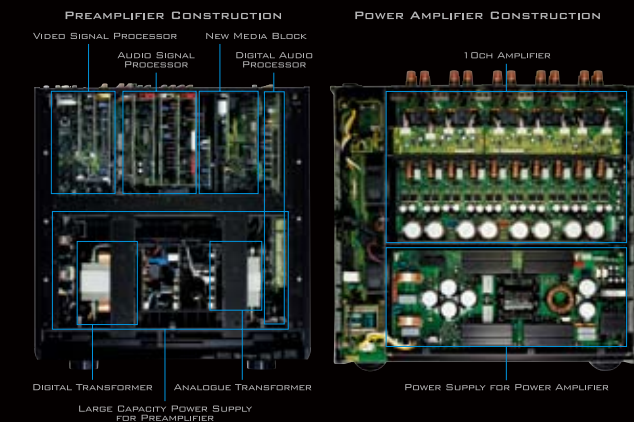 PREAMPLIFIER CONSTRUCTION
POWER AMPLIFIER CONSTRUCTION
VIDEO SIGNAL PROCESSOR
NEW MEDIA BLOCK
AUDIO SIGNAL
PROCESSOR
DIGITAL AUDIO
PROCESSOR
10CH AMPLIFIER
DIGITAL TRANSFORMER
ANALOGUE TRANSFORMER
POWER SUPPLY FOR POWER AMPLIFIER
LARGE CAPACITY POWER SUPPLY
FOR PREAMPLIFIER